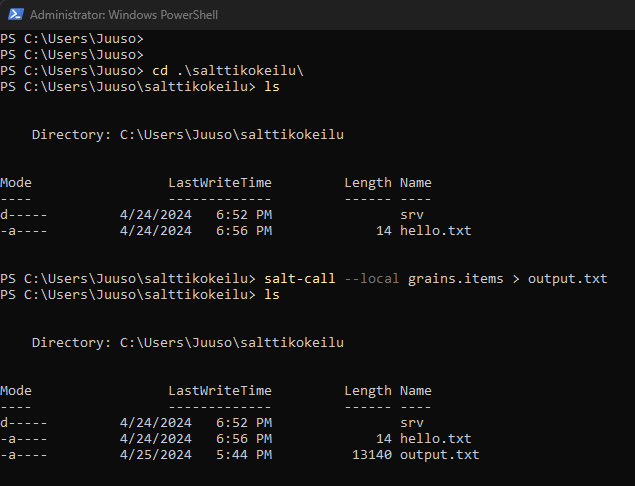 Administrator: Windows PowerShell
PS C:\Users\Juuso>
PS C:\Users\Juuso>
PS C:\Users\Juuso> cd .\salttikokeilu\
PS C:\Users\Juuso\salttikokeilu> ls
Directory: C:\Users\Juuso\salttikokeilu
Mode                 LastWriteTime         Length Name
----                 -------------         ------ ----
d-----         4/24/2024   6:52 PM                srv
-a----         4/24/2024   6:56 PM             14 hello.txt
PS C:\Users\Juuso\salttikokeilu> salt-call --local grains.items > output.txt
PS C:\Users\Juuso\salttikokeilu> ls
Directory: C:\Users\Juuso\salttikokeilu
Mode                 LastWriteTime         Length Name
----                 -------------         ------ ----
d-----         4/24/2024   6:52 PM                srv
-a----         4/24/2024   6:56 PM             14 hello.txt
-a----         4/25/2024   5:44 PM          13140 output.txt